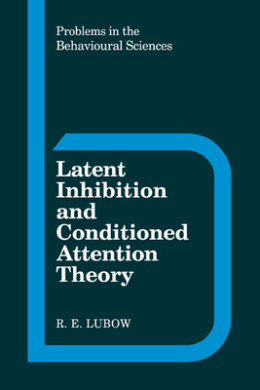 Problems in the
Behavioural Sciences
Latent
Inhibition
and
Conditioned
Attention
Theory
R. E. LUBOW